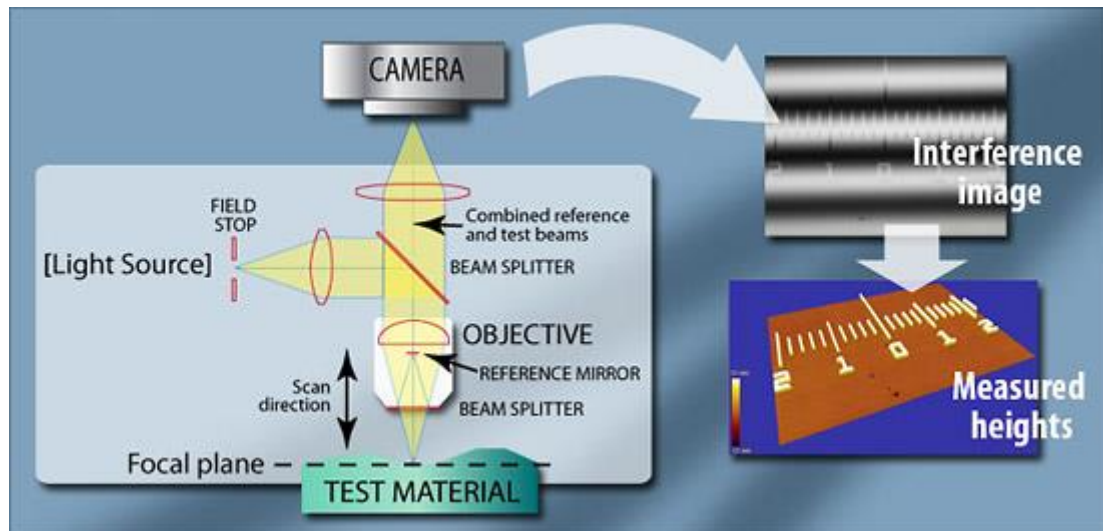 CAMERA
FIELD
STOP
[Light Source]
Combined reference
and test beams
BEAM SPLITTER
OBJECTIVE
REFERENCE MIRROR
Scan
direction
BEAM SPLITTER
Focal plane
TEST MATERIAL
Interference
image
2 1 0 1 2
Measured
heights